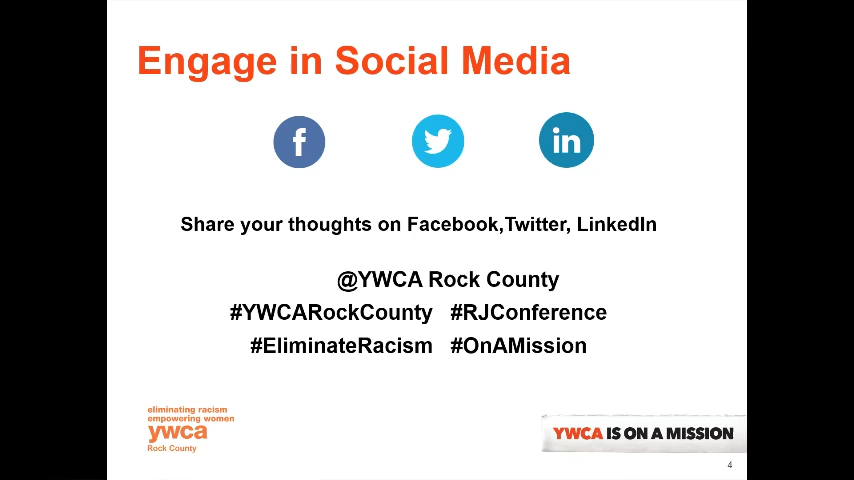 Engage in Social Media
f
in
Share your thoughts on Facebook,Twitter, LinkedIn
@YWCA Rock County
#YWCARockCounty #RJConference
#EliminateRacism #OnAMission
eliminating racism
empowering women
ywca
Rock County
YWCA IS ON A MISSION
4